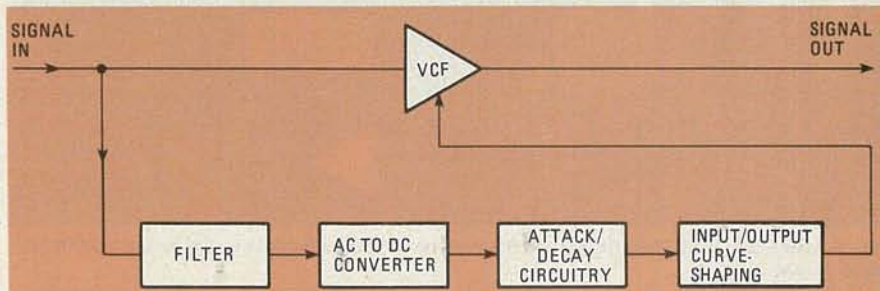 SIGNAL
IN
VCF
SIGNAL
OUT
FILTER
AC TO DC
CONVERTER
ATTACK/
DECAY
CIRCUITRY
INPUT/OUTPUT
CURVE-
SHAPING